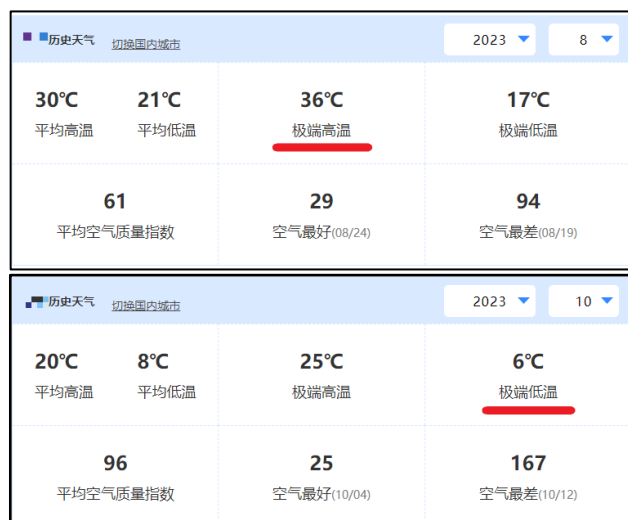 历史天气 切换国内城市 2023 8
30℃ 21℃ 36℃ 17℃
平均高温 平均低温 极端高温 极端低温
61 29 94
平均空气质量指数 空气最好(08/24) 空气最差(08/19)
历史天气 切换国内城市 2023 10
20℃ 8℃ 25℃ 6℃
平均高温 平均低温 极端高温 极端低温
96 25 167
平均空气质量指数 空气最好(10/04) 空气最差(10/12)